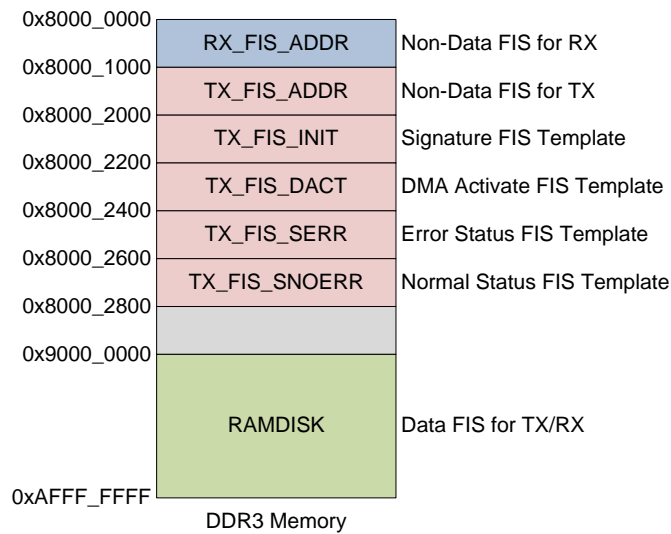 0x8000_0000
RX_FIS_ADDR Non-Data FIS for RX
0x8000_1000
TX_FIS_ADDR Non-Data FIS for TX
0x8000_2000
TX_FIS_INIT Signature FIS Template
0x8000_2200
TX_FIS_DACT DMA Activate FIS Template
0x8000_2400
TX_FIS_SERR Error Status FIS Template
0x8000_2600
TX_FIS_SNOERR Normal Status FIS Template
0x8000_2800
0x9000_0000
RAMDISK Data FIS for TX/RX
0xAFFF_FFFF
DDR3 Memory